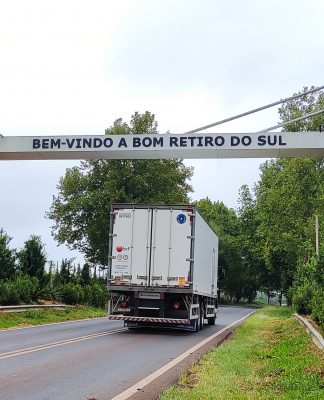 BEM-VINDO A BOM RETIRO DO SUL